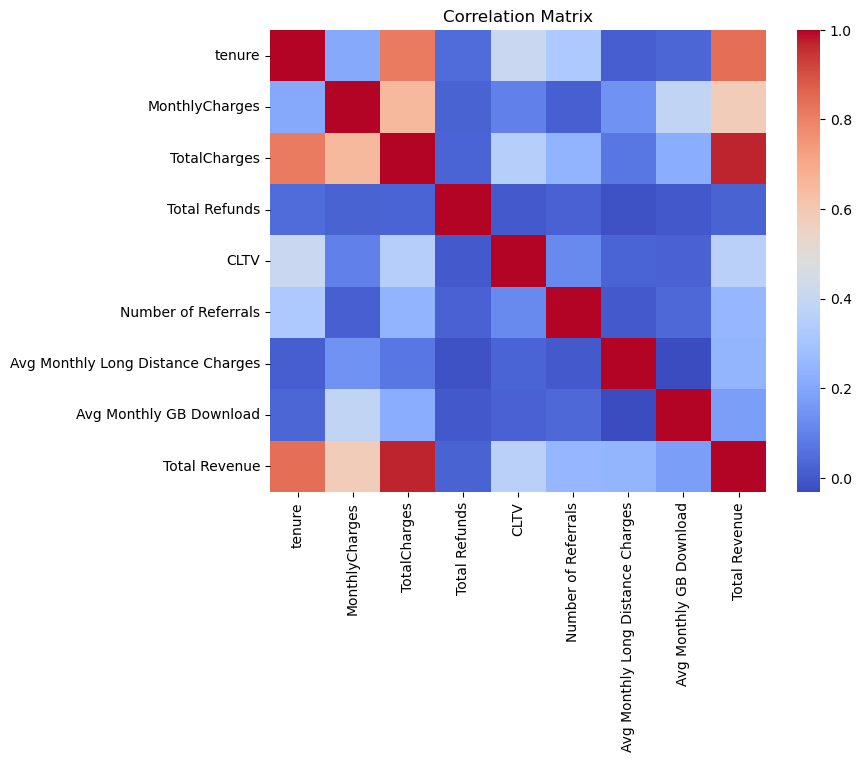 Correlation Matrix
tenure
MonthlyCharges
TotalCharges
Total Refunds
CLTV
Number of Referrals
Avg Monthly Long Distance Charges
Avg Monthly GB Download
Total Revenue
tenure
MonthlyCharges
TotalCharges
Total Refunds
CLTV
Number of Referrals
Avg Monthly Long Distance Charges
Avg Monthly GB Download
Total Revenue
1.0
0.8
0.6
0.4
0.2
0.0